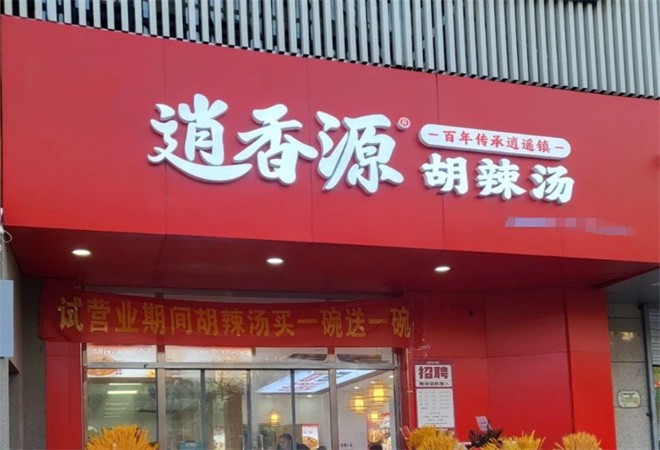 逍香源®
百年传承逍遥镇
胡辣汤
试营业期间胡辣汤买一碗送一碗
招聘